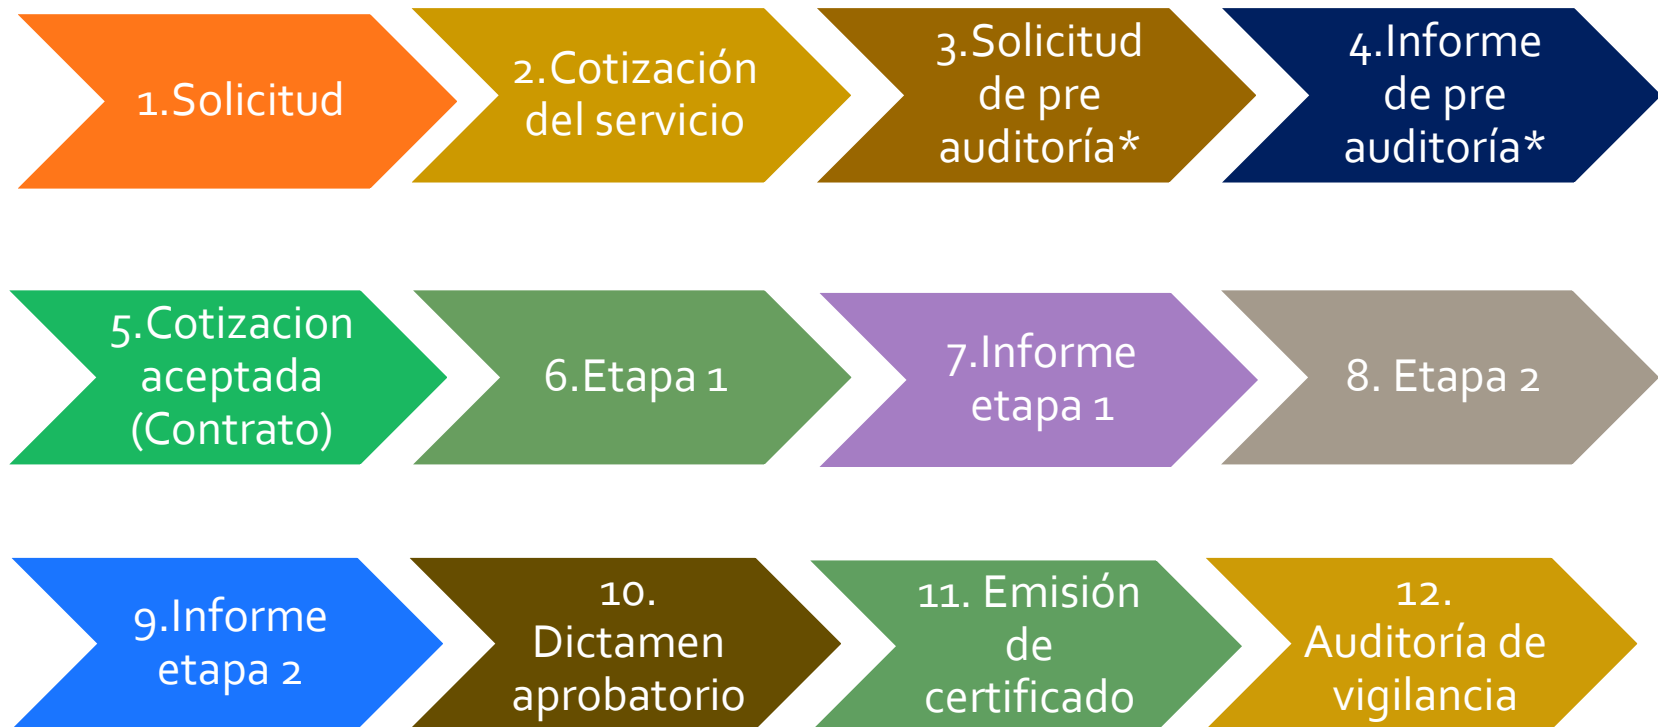 1.Solicitud
2.Cotización
del servicio
3.Solicitud
de pre
auditoría*
4.Informe
de pre
auditoría*
5.Cotizacion
aceptada
(Contrato)
6.Etapa 1
7.Informe
etapa 1
8. Etapa 2
9.Informe
etapa 2
10.
Dictamen
aprobatorio
11. Emisión
de
certificado
12.
Auditoría de
vigilancia